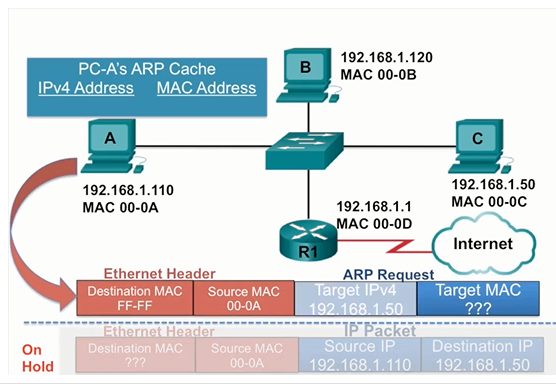 PC-A's ARP Cache
IPv4 Address MAC Address
B
192.168.1.120
MAC 00-0B
A
C
192.168.1.110
MAC 00-0A
192.168.1.50
MAC 00-0C
192.168.1.1
MAC 00-0D
R1
Internet
Ethernet Header ARP Request
Destination MAC
FF-FF
Source MAC
00-0A
Target IPv4
192.168.1.50
Target MAC
???
Ethernet Header IP Packet
On
Hold
Destination MAC
???
Source MAC
00-0A
Source IP
192.168.1.110
Destination IP
192.168.1.50